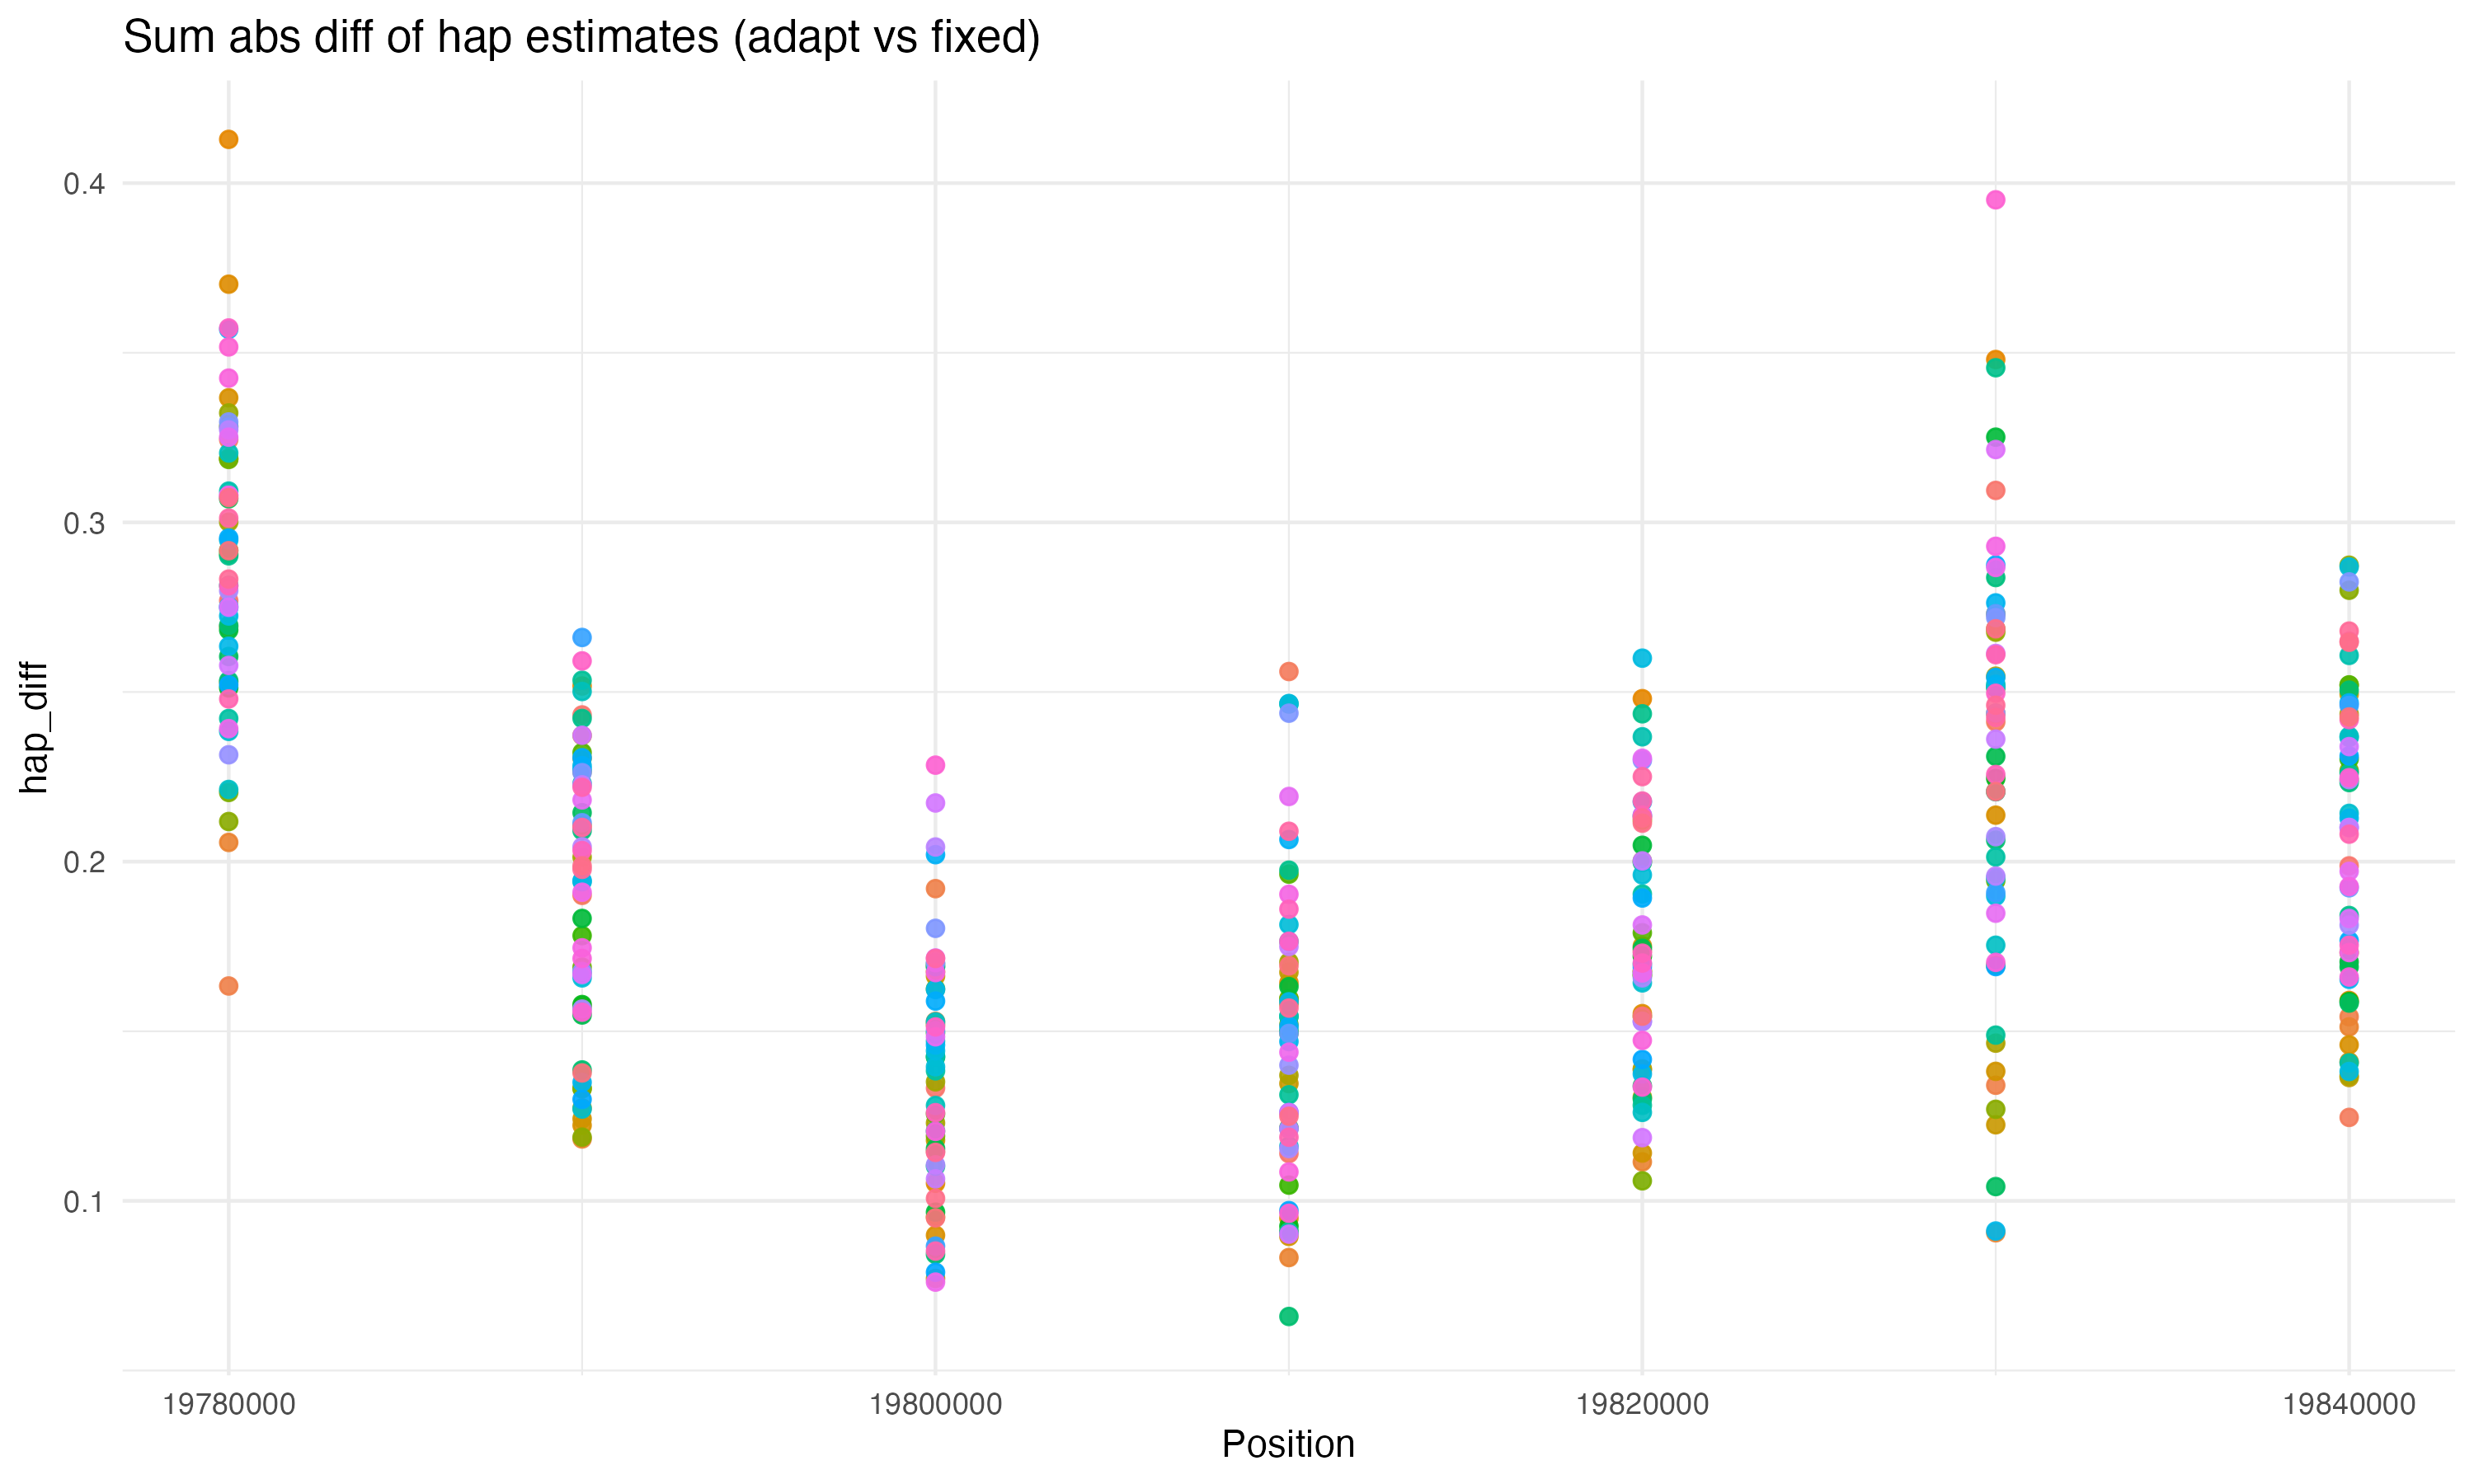 Sum abs diff of hap estimates (adapt vs fixed)
hap_diff
0.4
0.3
0.2
0.1
19780000
19800000
19820000
19840000
Position